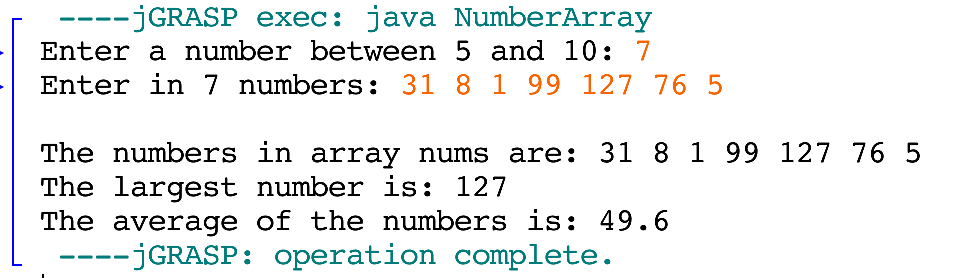 ----jGRASP exec: java NumberArray
Enter a number between 5 and 10: 7
Enter in 7 numbers: 31 8 1 99 127 76 5
The numbers in array nums are: 31 8 1 99 127 76 5
The largest number is: 127
The average of the numbers is: 49.6
----jGRASP: operation complete.